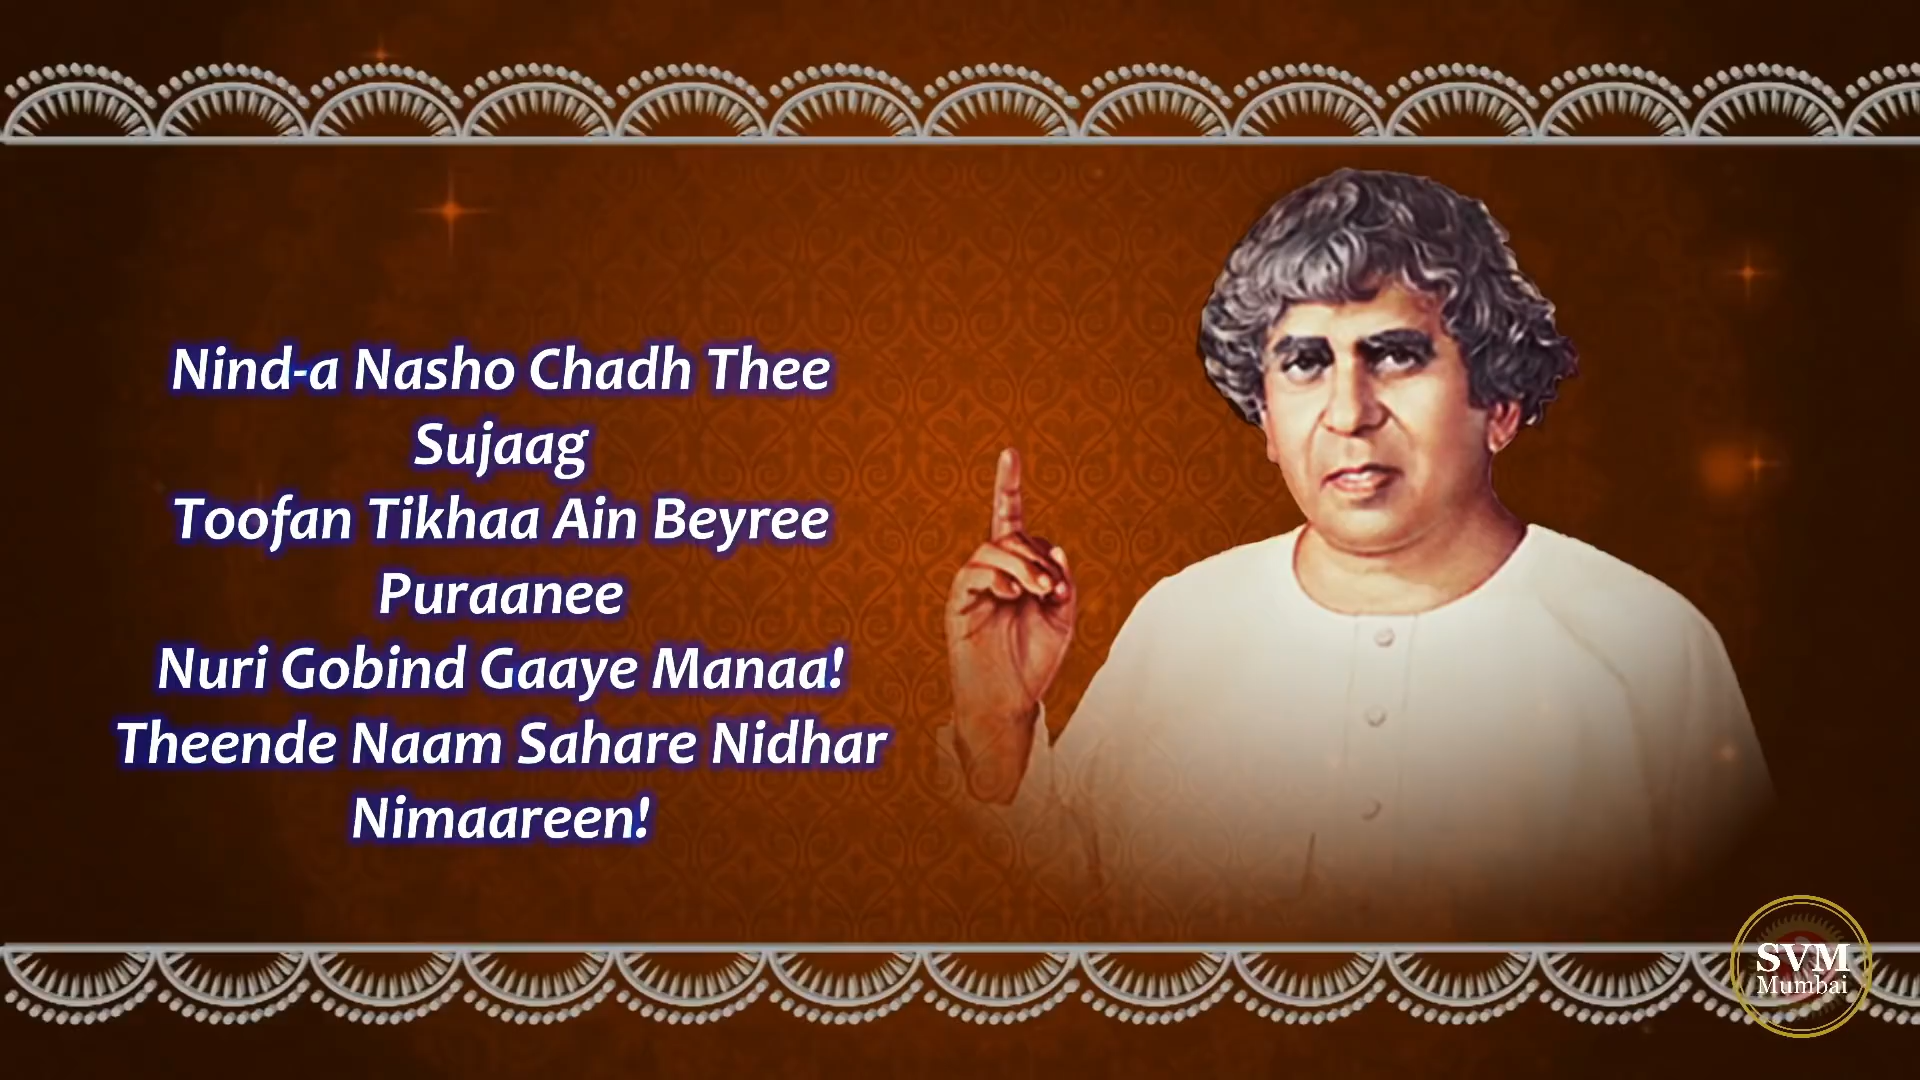 Nind-a Nasho Chadh Thee
Sujaag
Toofan Tikhaa Ain Beyree
Puraanee
Nuri Gobind Gaaye Manaa!
Theende Naam Sahare Nidhar
Nimaareen!
SVM
Mumbai